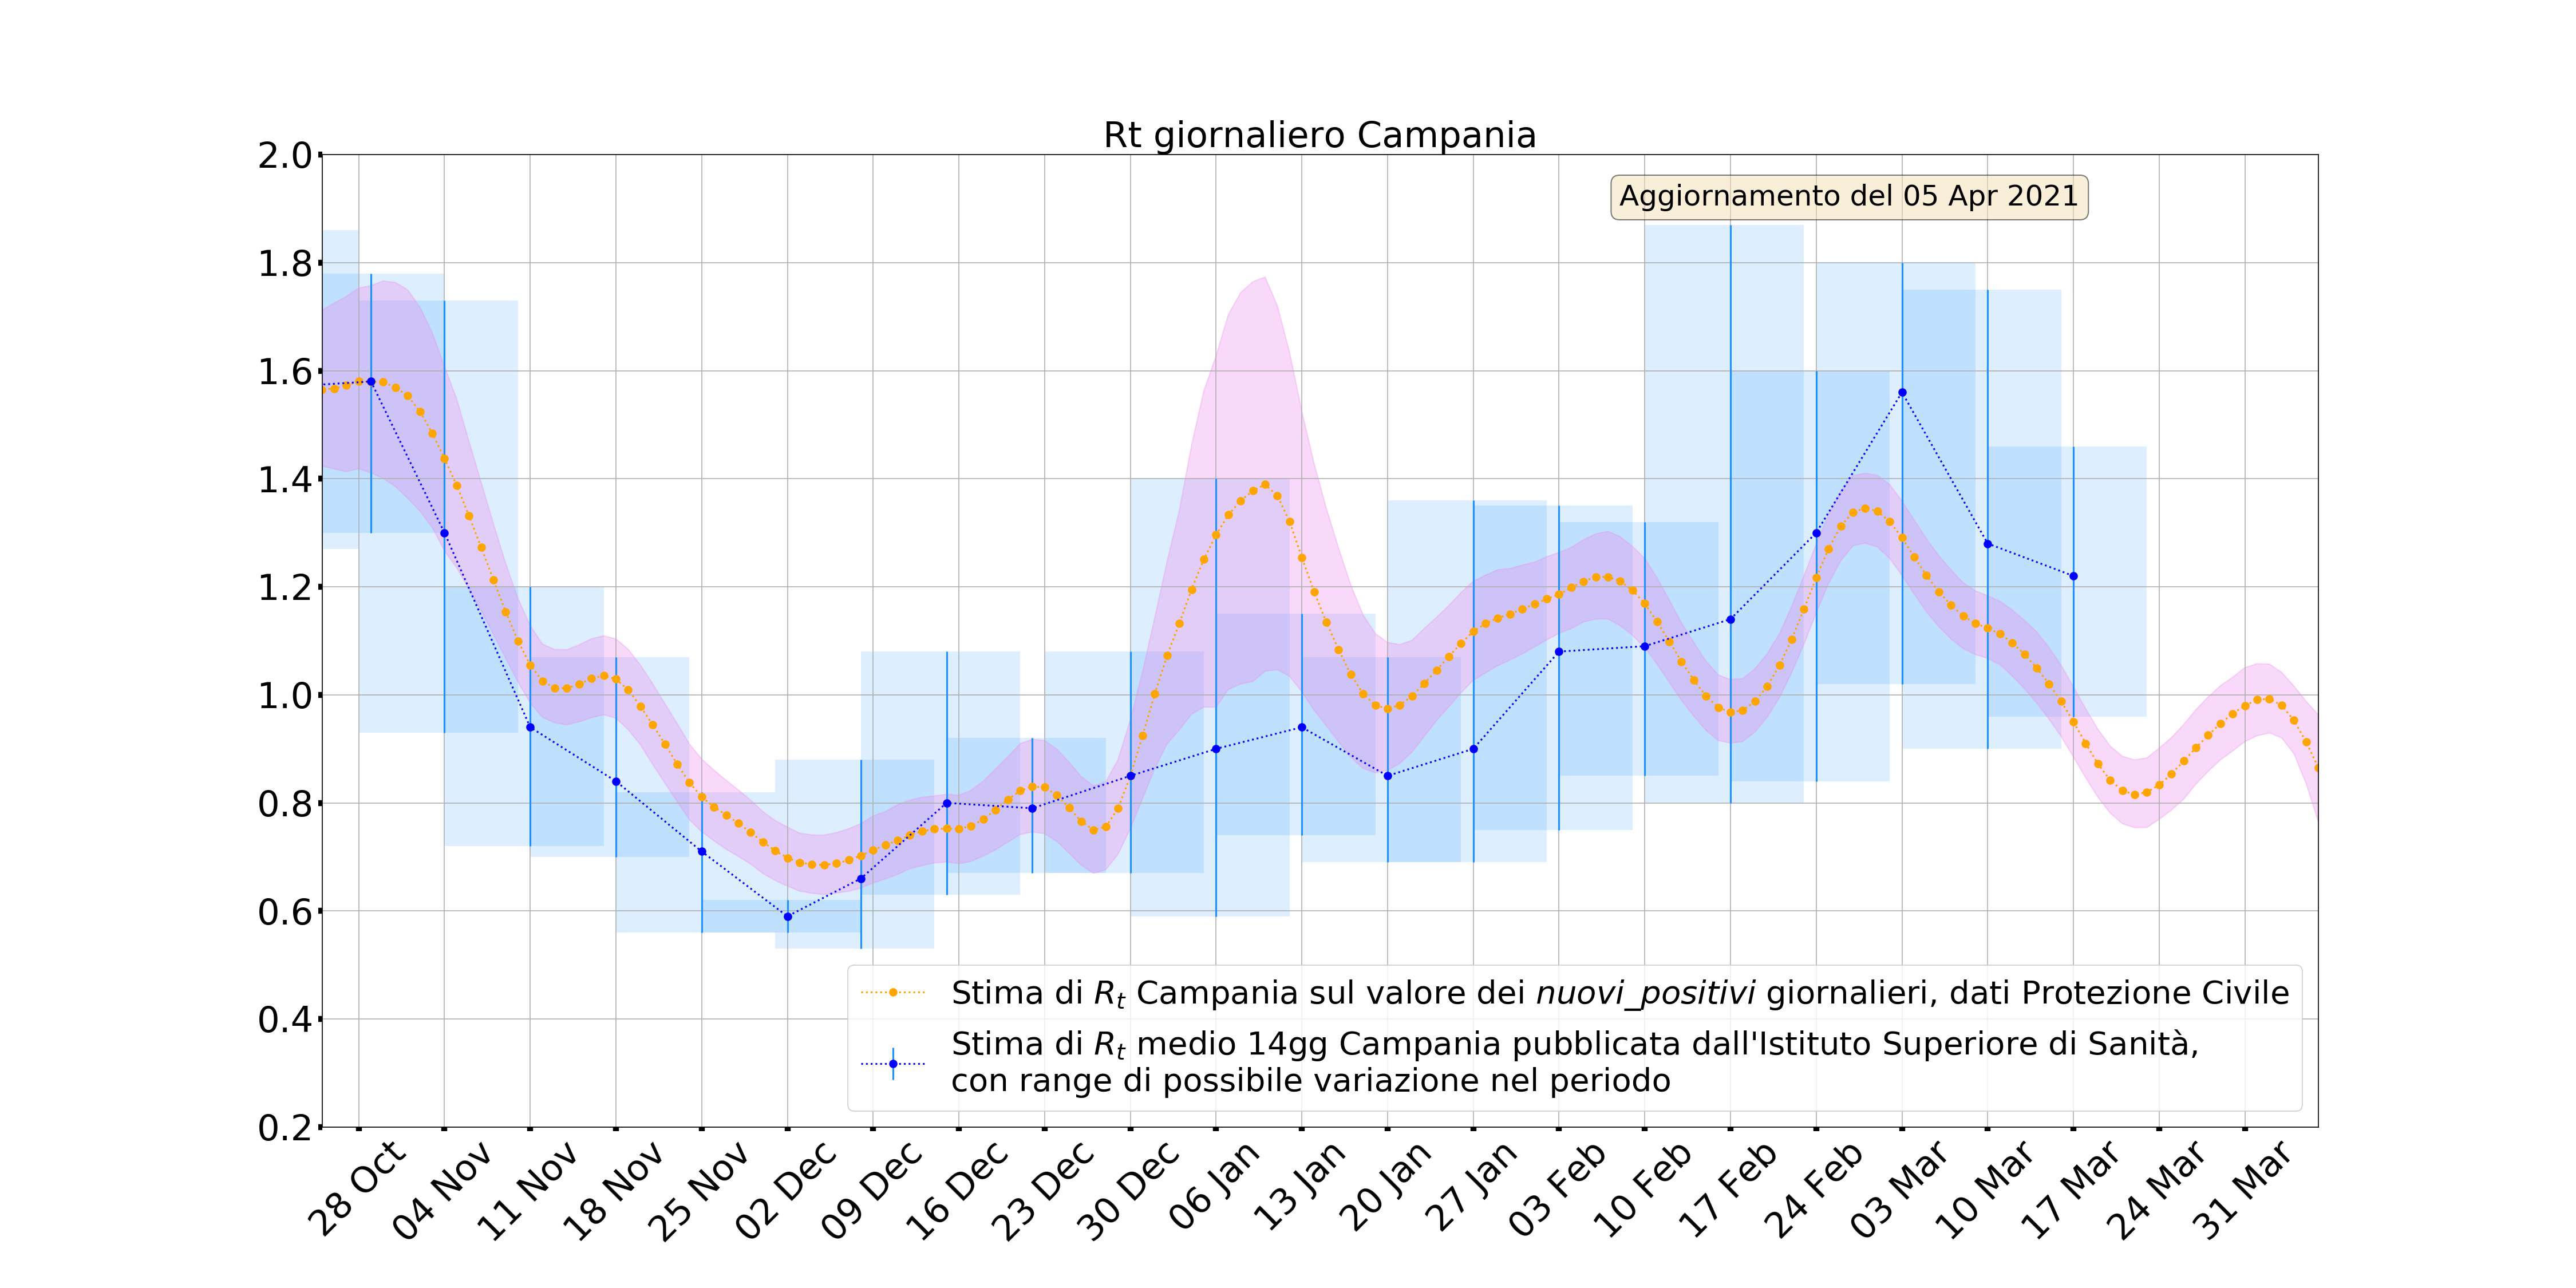 Rt giornaliero Campania
Aggiornamento del 05 Apr 2021
2.0
1.8
1.6
1.4
1.2
1.0
0.8
0.6
0.4
0.2
Stima di Rt Campania sul valore dei nuovi_positivi giornalieri, dati Protezione Civile
Stima di Rt medio 14gg Campania pubblicata dall'Istituto Superiore di Sanità,
con range di possibile variazione nel periodo
28 Oct
04 Nov
11 Nov
18 Nov
25 Nov
02 Dec
09 Dec
16 Dec
23 Dec
30 Dec
06 Jan
13 Jan
20 Jan
27 Jan
03 Feb
10 Feb
17 Feb
24 Feb
03 Mar
10 Mar
17 Mar
24 Mar
31 Mar